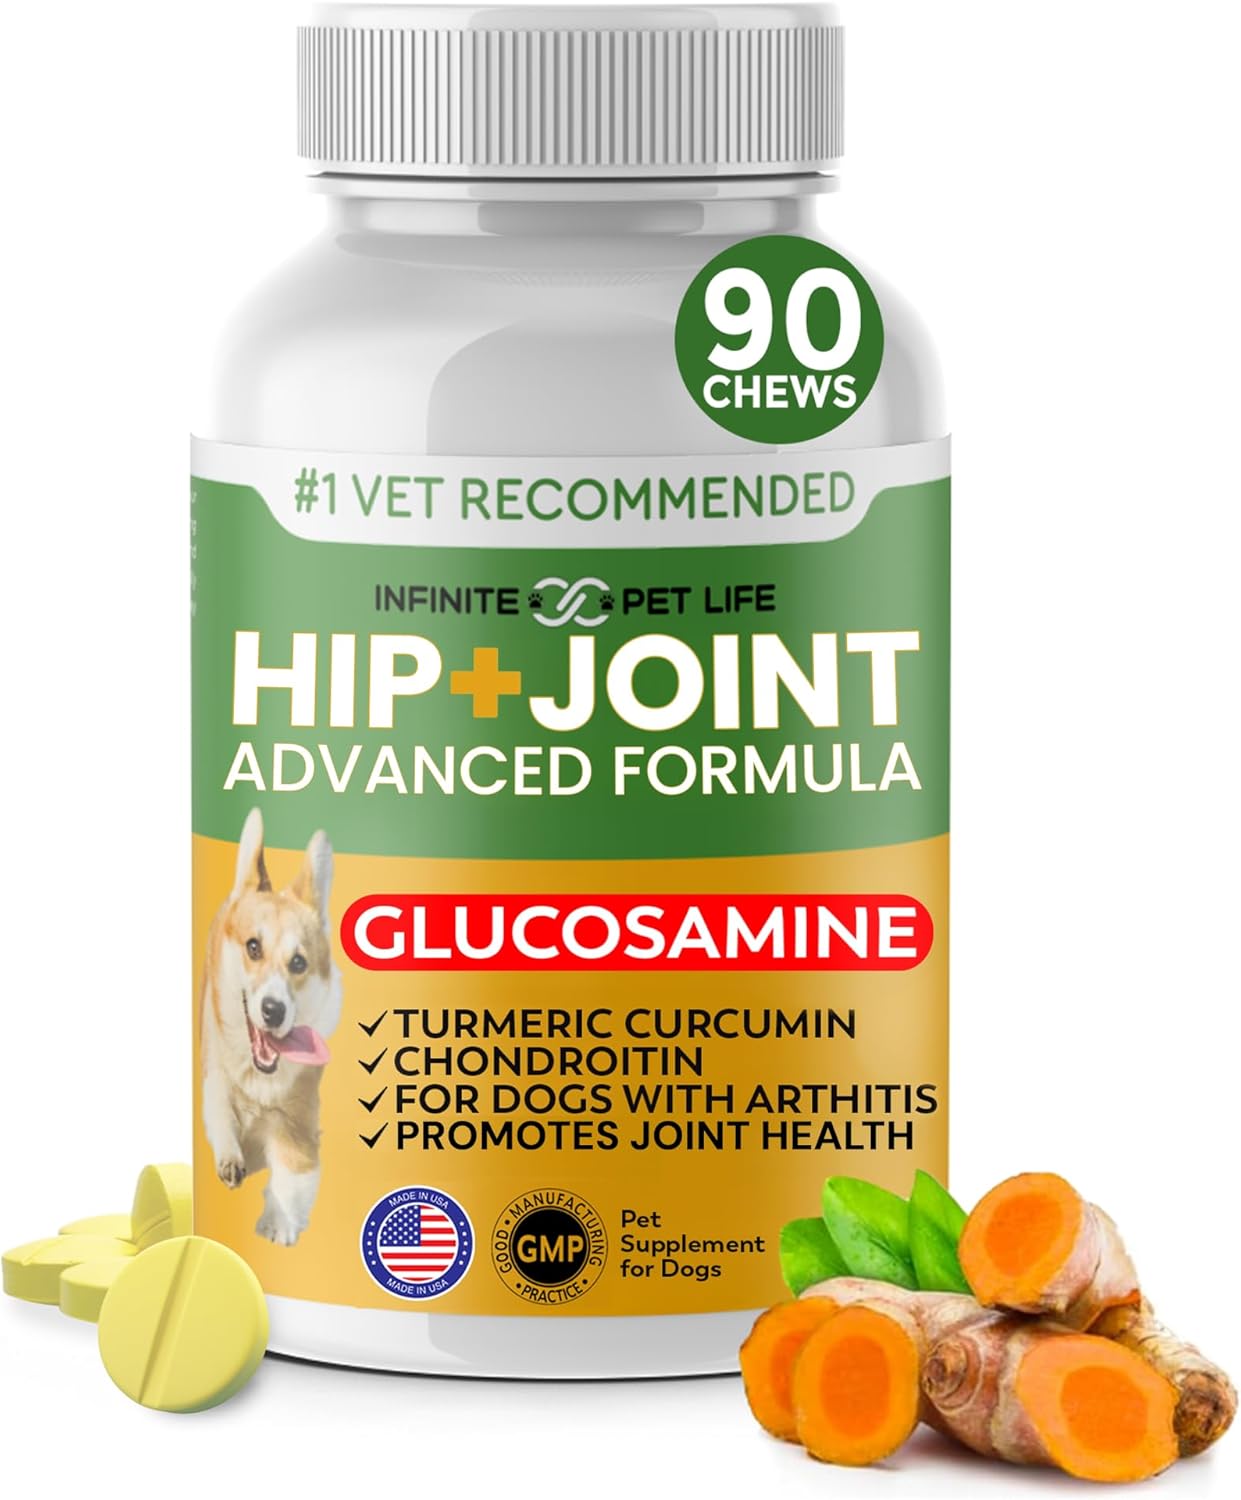 90
CHEWS
#1 VET RECOMMENDED
INFINITE PET LIFE
HIP+JOINT
ADVANCED FORMULA
GLUCOSAMINE
✓TURMERIC CURCUMIN
✓CHONDROITIN
✓FOR DOGS WITH ARTHITIS
✓PROMOTES JOINT HEALTH
MADE IN USA
MADE IN USA
GOOD • MANUFACTURING
• PRACTICE •
GMP
Pet
Supplement
for Dogs